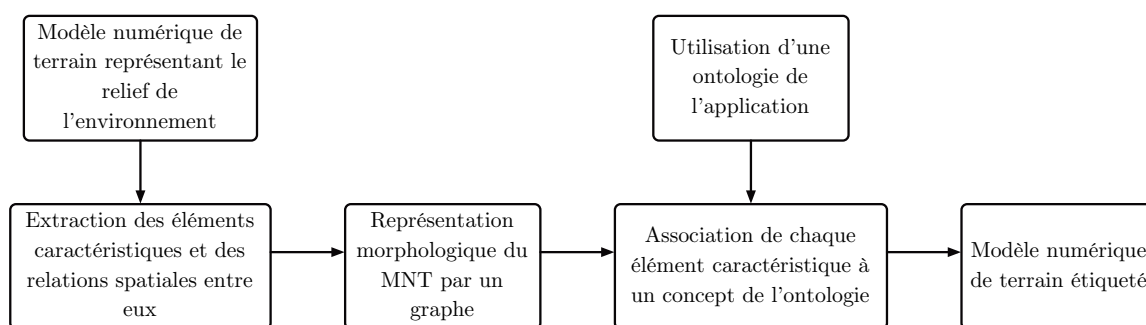 Modèle numérique de
terrain représentant le
relief de
l'environnement
Utilisation d'une
ontologie de
l'application
Extraction des éléments
caractéristiques et des
relations spatiales entre
eux
Représentation
morphologique du
MNT par un
graphe
Association de chaque
élément caractéristique à
un concept de l'ontologie
Modèle numérique
de terrain étiqueté